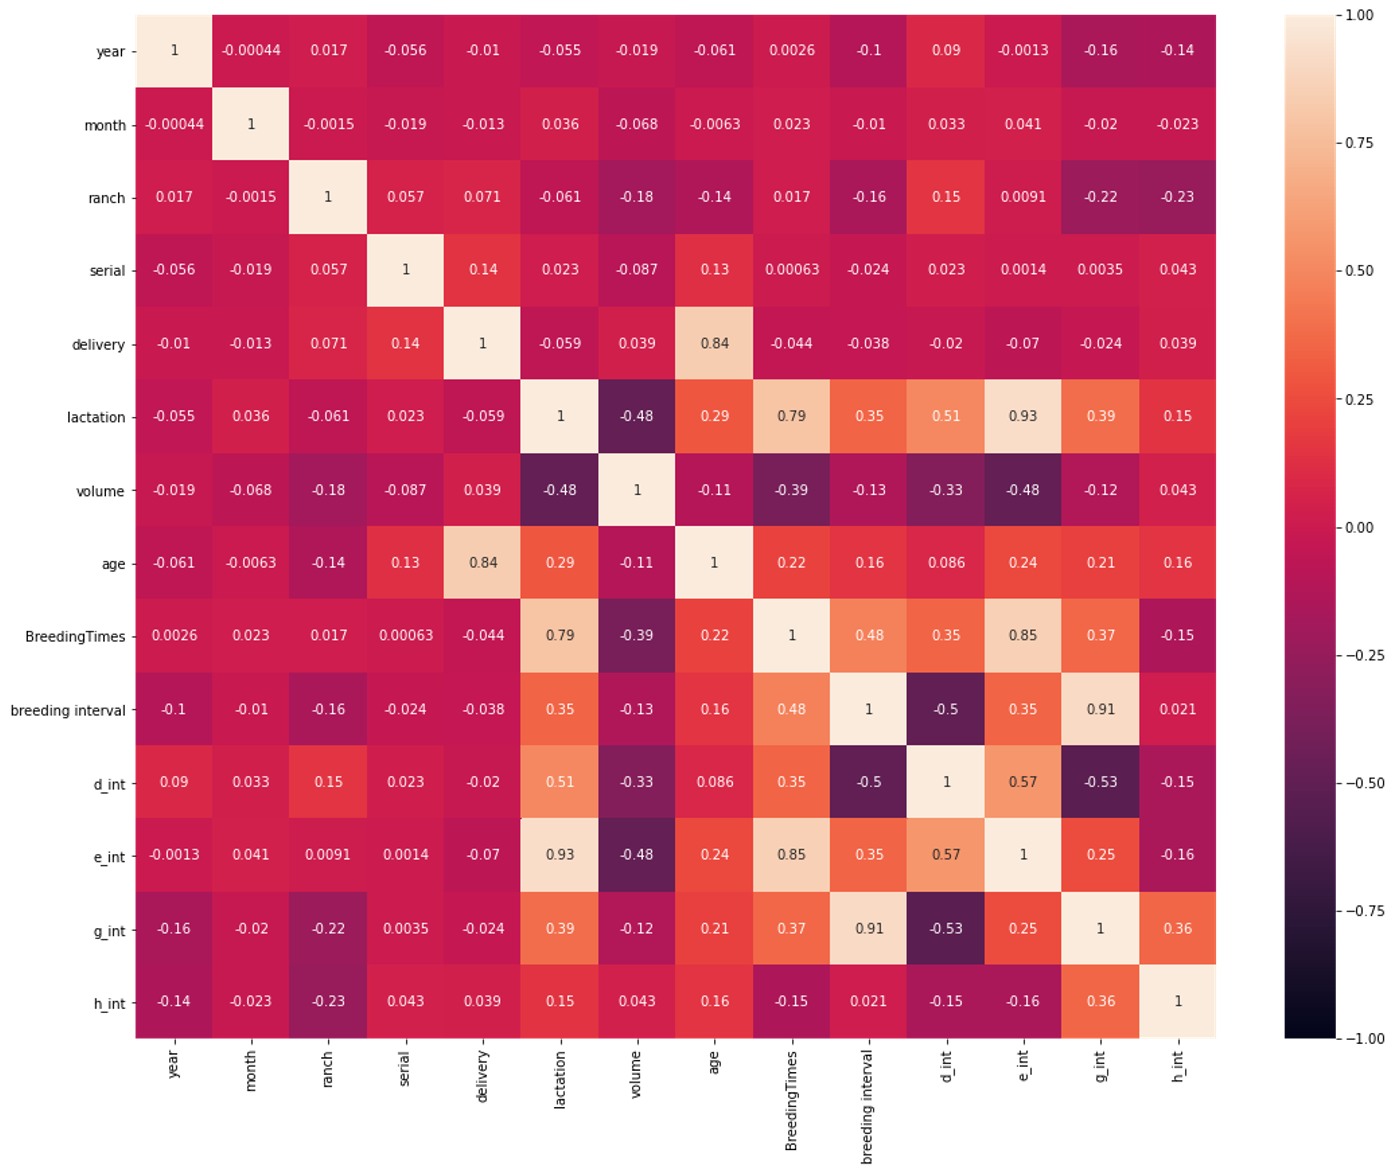 year 1 -0.00044 0.017 -0.056 -0.01 -0.055 -0.019 -0.061 0.0026 -0.1 0.09 -0.0013 -0.16 -0.14
month -0.00044 1 -0.0015 -0.019 -0.013 0.036 -0.068 -0.0063 0.023 -0.01 0.033 0.041 -0.02 -0.023
ranch 0.017 -0.0015 1 0.057 0.071 -0.061 -0.18 -0.14 0.017 -0.16 0.15 0.0091 -0.22 -0.23
serial -0.056 -0.019 0.057 1 0.14 0.023 -0.087 0.13 0.00063 -0.024 0.023 0.0014 0.0035 0.043
delivery -0.01 -0.013 0.071 0.14 1 -0.059 0.039 0.84 -0.044 -0.038 -0.02 -0.07 -0.024 0.039
lactation -0.055 0.036 -0.061 0.023 -0.059 1 -0.48 0.29 0.79 0.35 0.51 0.93 0.39 0.15
volume -0.019 -0.068 -0.18 -0.087 0.039 -0.48 1 -0.11 -0.39 -0.13 -0.33 -0.48 -0.12 0.043
age -0.061 -0.0063 -0.14 0.13 0.84 0.29 -0.11 1 0.22 0.16 0.086 0.24 0.21 0.16
BreedingTimes 0.0026 0.023 0.017 0.00063 -0.044 0.79 -0.39 0.22 1 0.48 0.35 0.85 0.37 -0.15
breeding interval -0.1 -0.01 -0.16 -0.024 -0.038 0.35 -0.13 0.16 0.48 1 -0.5 0.35 0.91 0.021
d_int 0.09 0.033 0.15 0.023 -0.02 0.51 -0.33 0.086 0.35 -0.5 1 0.57 -0.53 -0.15
e_int -0.0013 0.041 0.0091 0.0014 -0.07 0.93 -0.48 0.24 0.85 0.35 0.57 1 0.25 -0.16
g_int -0.16 -0.02 -0.22 0.0035 -0.024 0.39 -0.12 0.21 0.37 0.91 -0.53 0.25 1 0.36
h_int -0.14 -0.023 -0.23 0.043 0.039 0.15 0.043 0.16 -0.15 0.021 -0.15 -0.16 0.36 1
year month ranch serial delivery lactation volume age BreedingTimes breeding interval d_int e_int g_int h_int
1.00
0.75
0.50
0.25
0.00
−0.25
−0.50
−0.75
−1.00